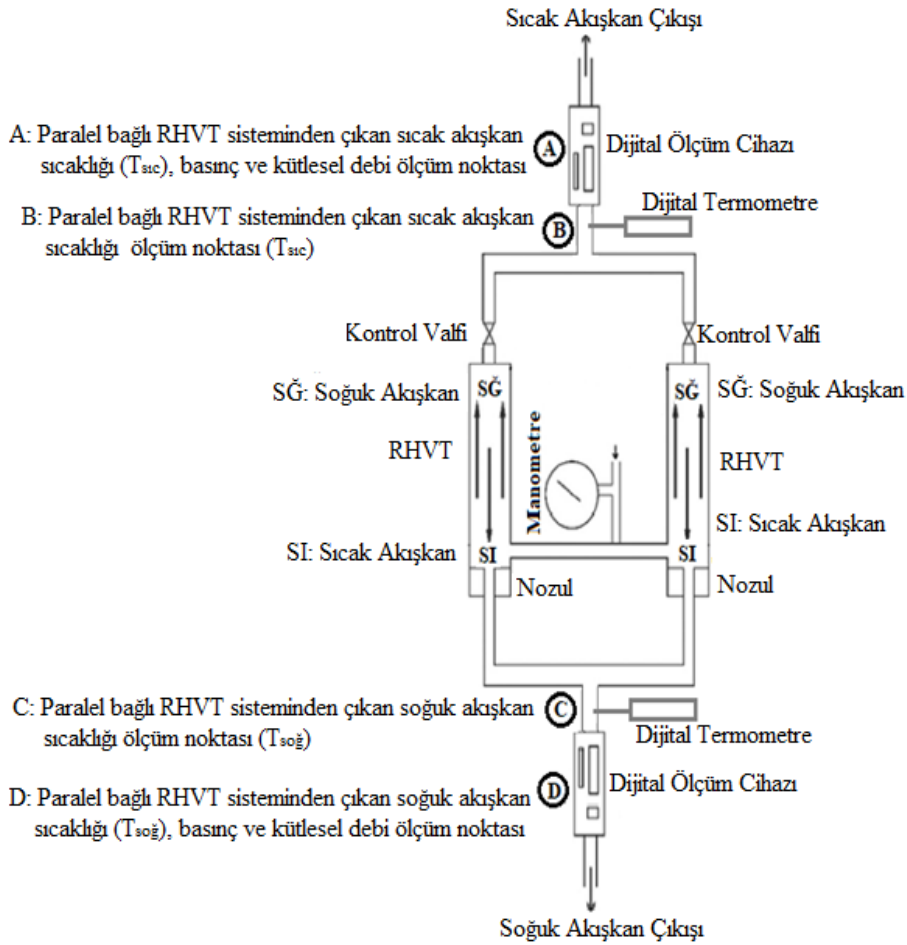 Sıcak Akışkan Çıkışı
A: Paralel bağlı RHVT sisteminden çıkan sıcak akışkan
sıcaklığı (Tsıc), basınç ve kütlesel debi ölçüm noktası
A
Dijital Ölçüm Cihazı
B: Paralel bağlı RHVT sisteminden çıkan sıcak akışkan
sıcaklığı ölçüm noktası (Tsıc)
B
Dijital Termometre
Kontrol Valfi
Kontrol Valfi
SĞ: Soğuk Akışkan
SĞ
SĞ
SĞ: Soğuk Akışkan
RHVT
Manometre
RHVT
SI: Sıcak Akışkan
SI: Sıcak Akışkan
SI
SI
Nozul
Nozul
C: Paralel bağlı RHVT sisteminden çıkan soğuk akışkan
sıcaklığı ölçüm noktası (Tsoğ)
C
Dijital Termometre
D: Paralel bağlı RHVT sisteminden çıkan soğuk akışkan
sıcaklığı (Tsoğ), basınç ve kütlesel debi ölçüm noktası
D
Dijital Ölçüm Cihazı
Soğuk Akışkan Çıkışı